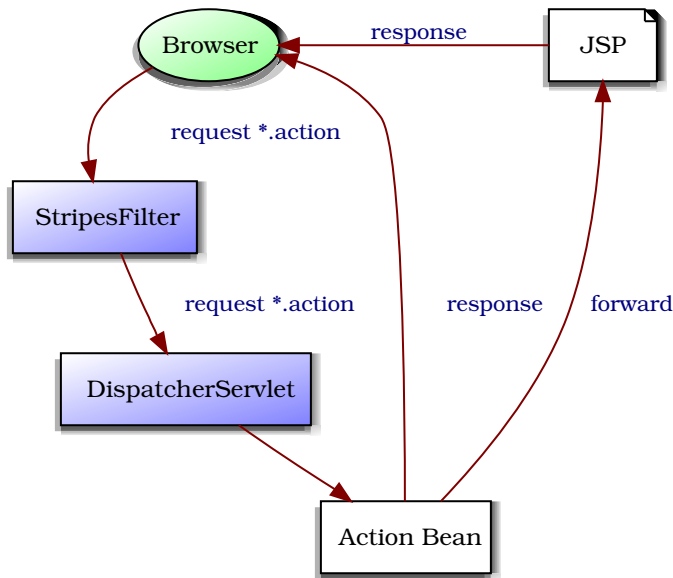 response
Browser
JSP
request *.action
StripesFilter
request *.action
response
forward
DispatcherServlet
Action Bean